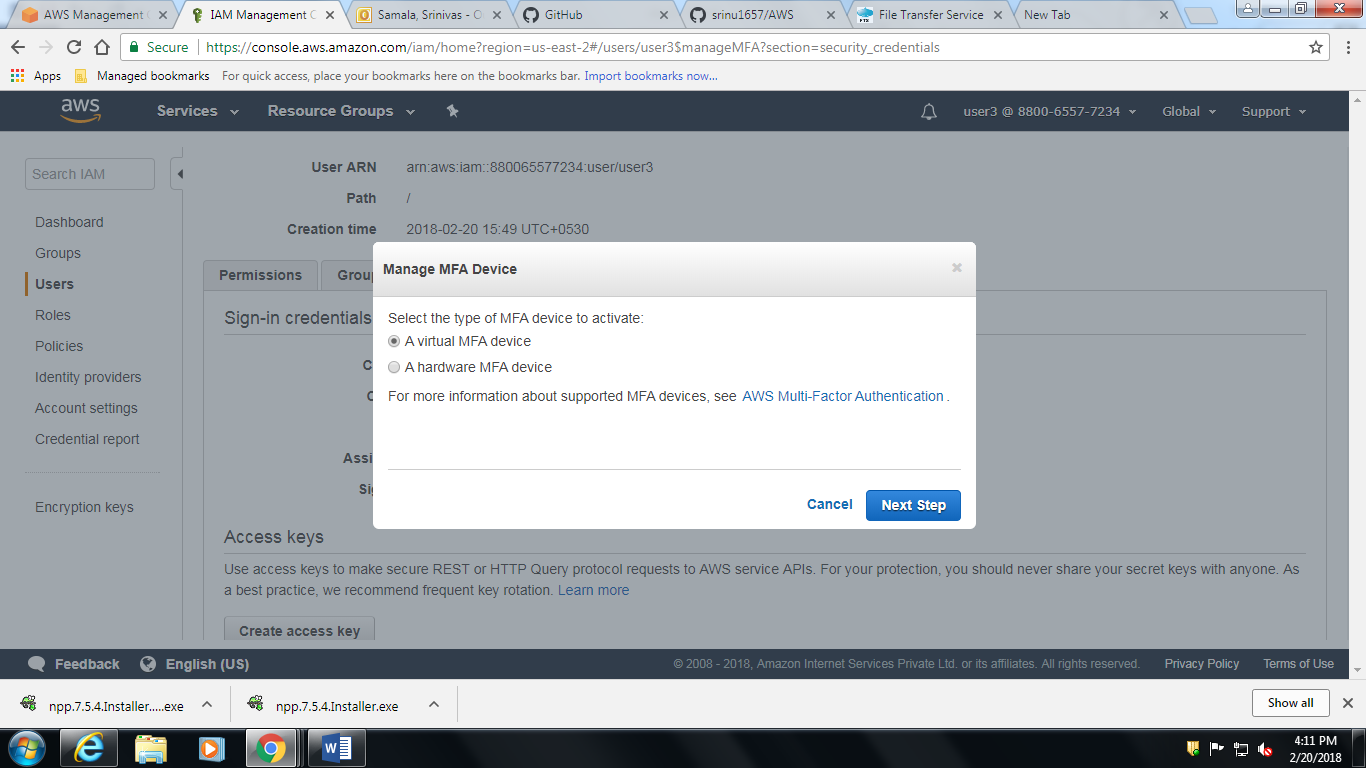 AWS Management C
IAM Management C
Samala, Srinivas - O
GitHub
srinu1657/AWS
File Transfer Service
New Tab
Secure
https://console.aws.amazon.com/iam/home?region=us-east-2#/users/user3$manageMFA?section=security_credentials
Apps
Managed bookmarks
For quick access, place your bookmarks here on the bookmarks bar. Import bookmarks now...
aws
Services
Resource Groups
user3 @ 8800-6557-7234
Global
Support
Search IAM
Dashboard
Groups
Users
Roles
Policies
Identity providers
Account settings
Credential report
Encryption keys
User ARN arn:aws:iam::880065577234:user/user3
Path /
Creation time 2018-02-20 15:49 UTC+0530
Permissions
Grou
Sign-in credentials
C
C
Assi
Si
Manage MFA Device
Select the type of MFA device to activate:
A virtual MFA device
A hardware MFA device
For more information about supported MFA devices, see AWS Multi-Factor Authentication .
Cancel
Next Step
Access keys
Use access keys to make secure REST or HTTP Query protocol requests to AWS service APIs. For your protection, you should never share your secret keys with anyone. As
a best practice, we recommend frequent key rotation. Learn more
Create access key
Feedback
English (US)
© 2008 - 2018, Amazon Internet Services Private Ltd. or its affiliates. All rights reserved.
Privacy Policy
Terms of Use
npp.7.5.4.Installer.....exe
npp.7.5.4.Installer.exe
Show all
4:11 PM
2/20/2018